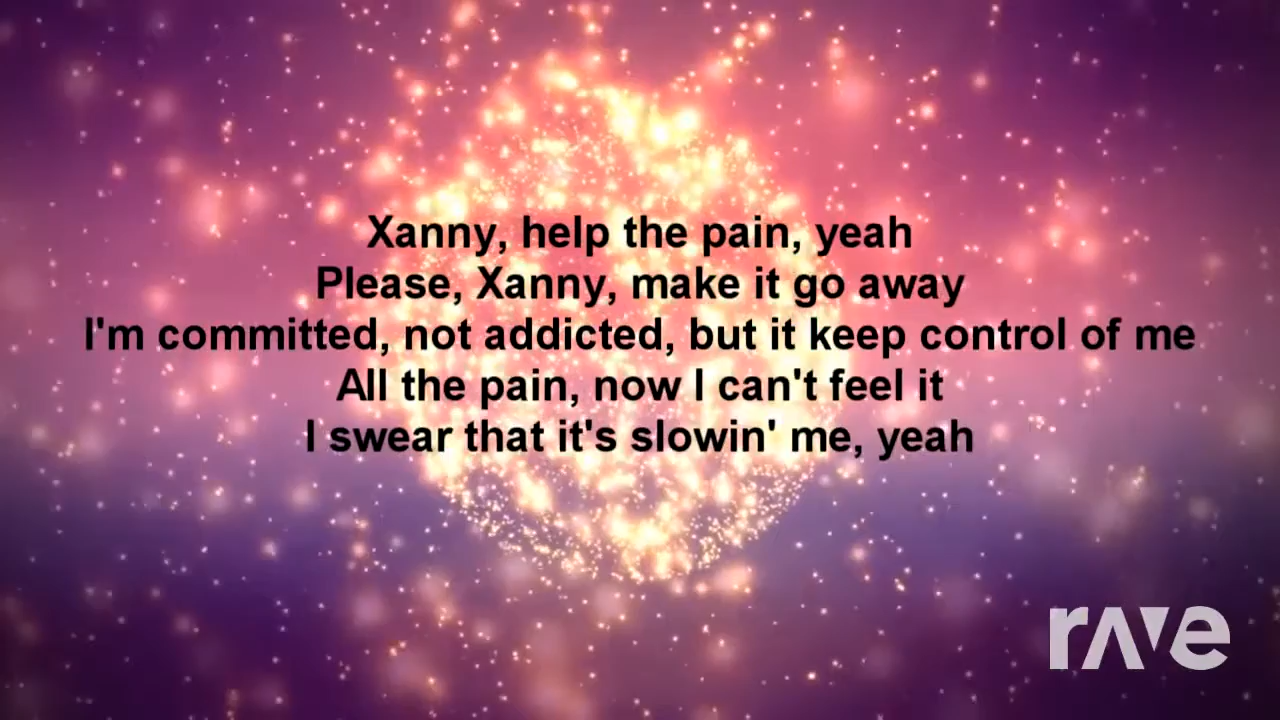 Xanny, help the pain, yeah
Please, Xanny, make it go away
I'm committed, not addicted, but it keep control of me
All the pain, now I can't feel it
I swear that it's slowin' me, yeah
rave